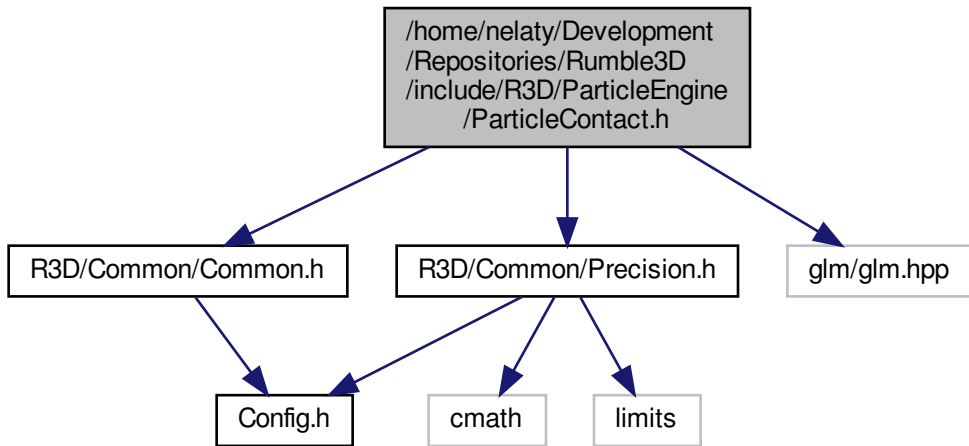 /home/nelaty/Development
/Repositories/Rumble3D
/include/R3D/ParticleEngine
/ParticleContact.h
R3D/Common/Common.h
R3D/Common/Precision.h
glm/glm.hpp
Config.h
cmath
limits